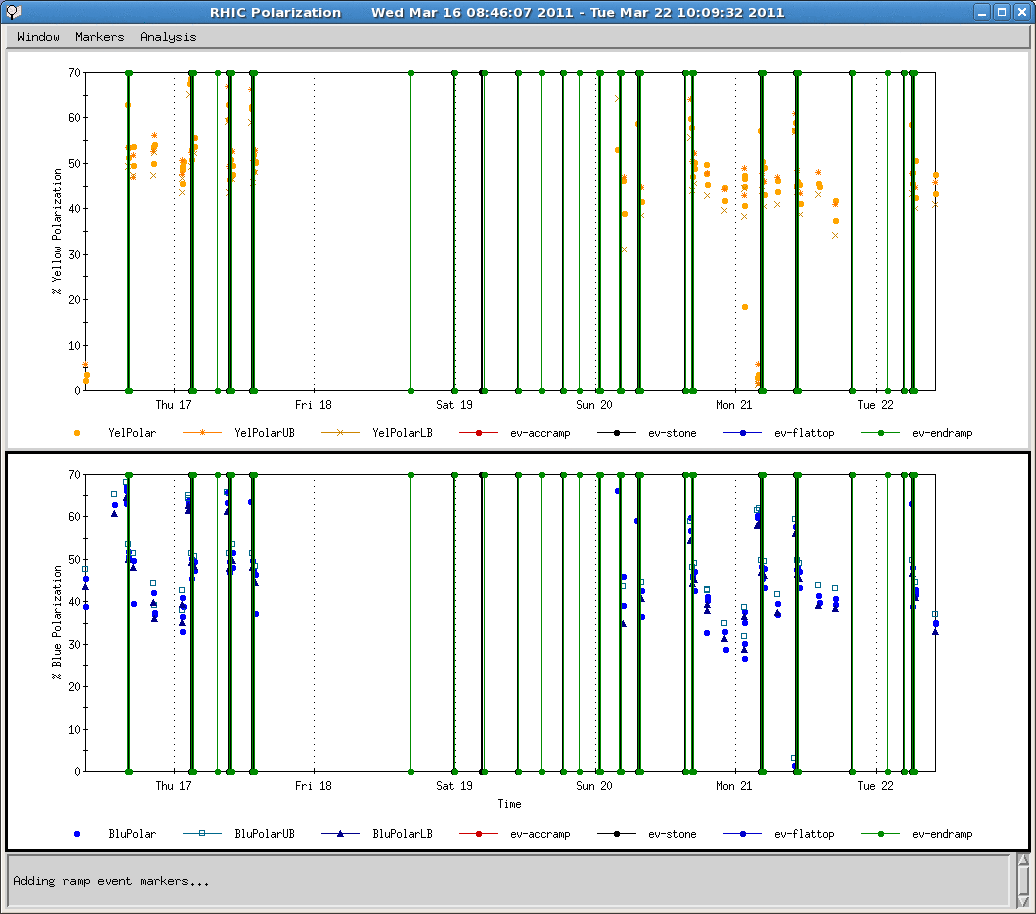 RHIC Polarization Wed Mar 16 08:46:07 2011 - Tue Mar 22 10:09:32 2011
Window Markers Analysis
% Yellow Polarization
70
60
50
40
30
20
10
0
Thu 17 Fri 18 Sat 19 Sun 20 Mon 21 Tue 22
YelPolar YelPolarUB YelPolarLB ev-accramp ev-stone ev-flattop ev-endramp
% Blue Polarization
70
60
50
40
30
20
10
0
Thu 17 Fri 18 Sat 19 Sun 20 Mon 21 Tue 22
Time
BluPolar BluPolarUB BluPolarLB ev-accramp ev-stone ev-flattop ev-endramp
Adding ramp event markers...